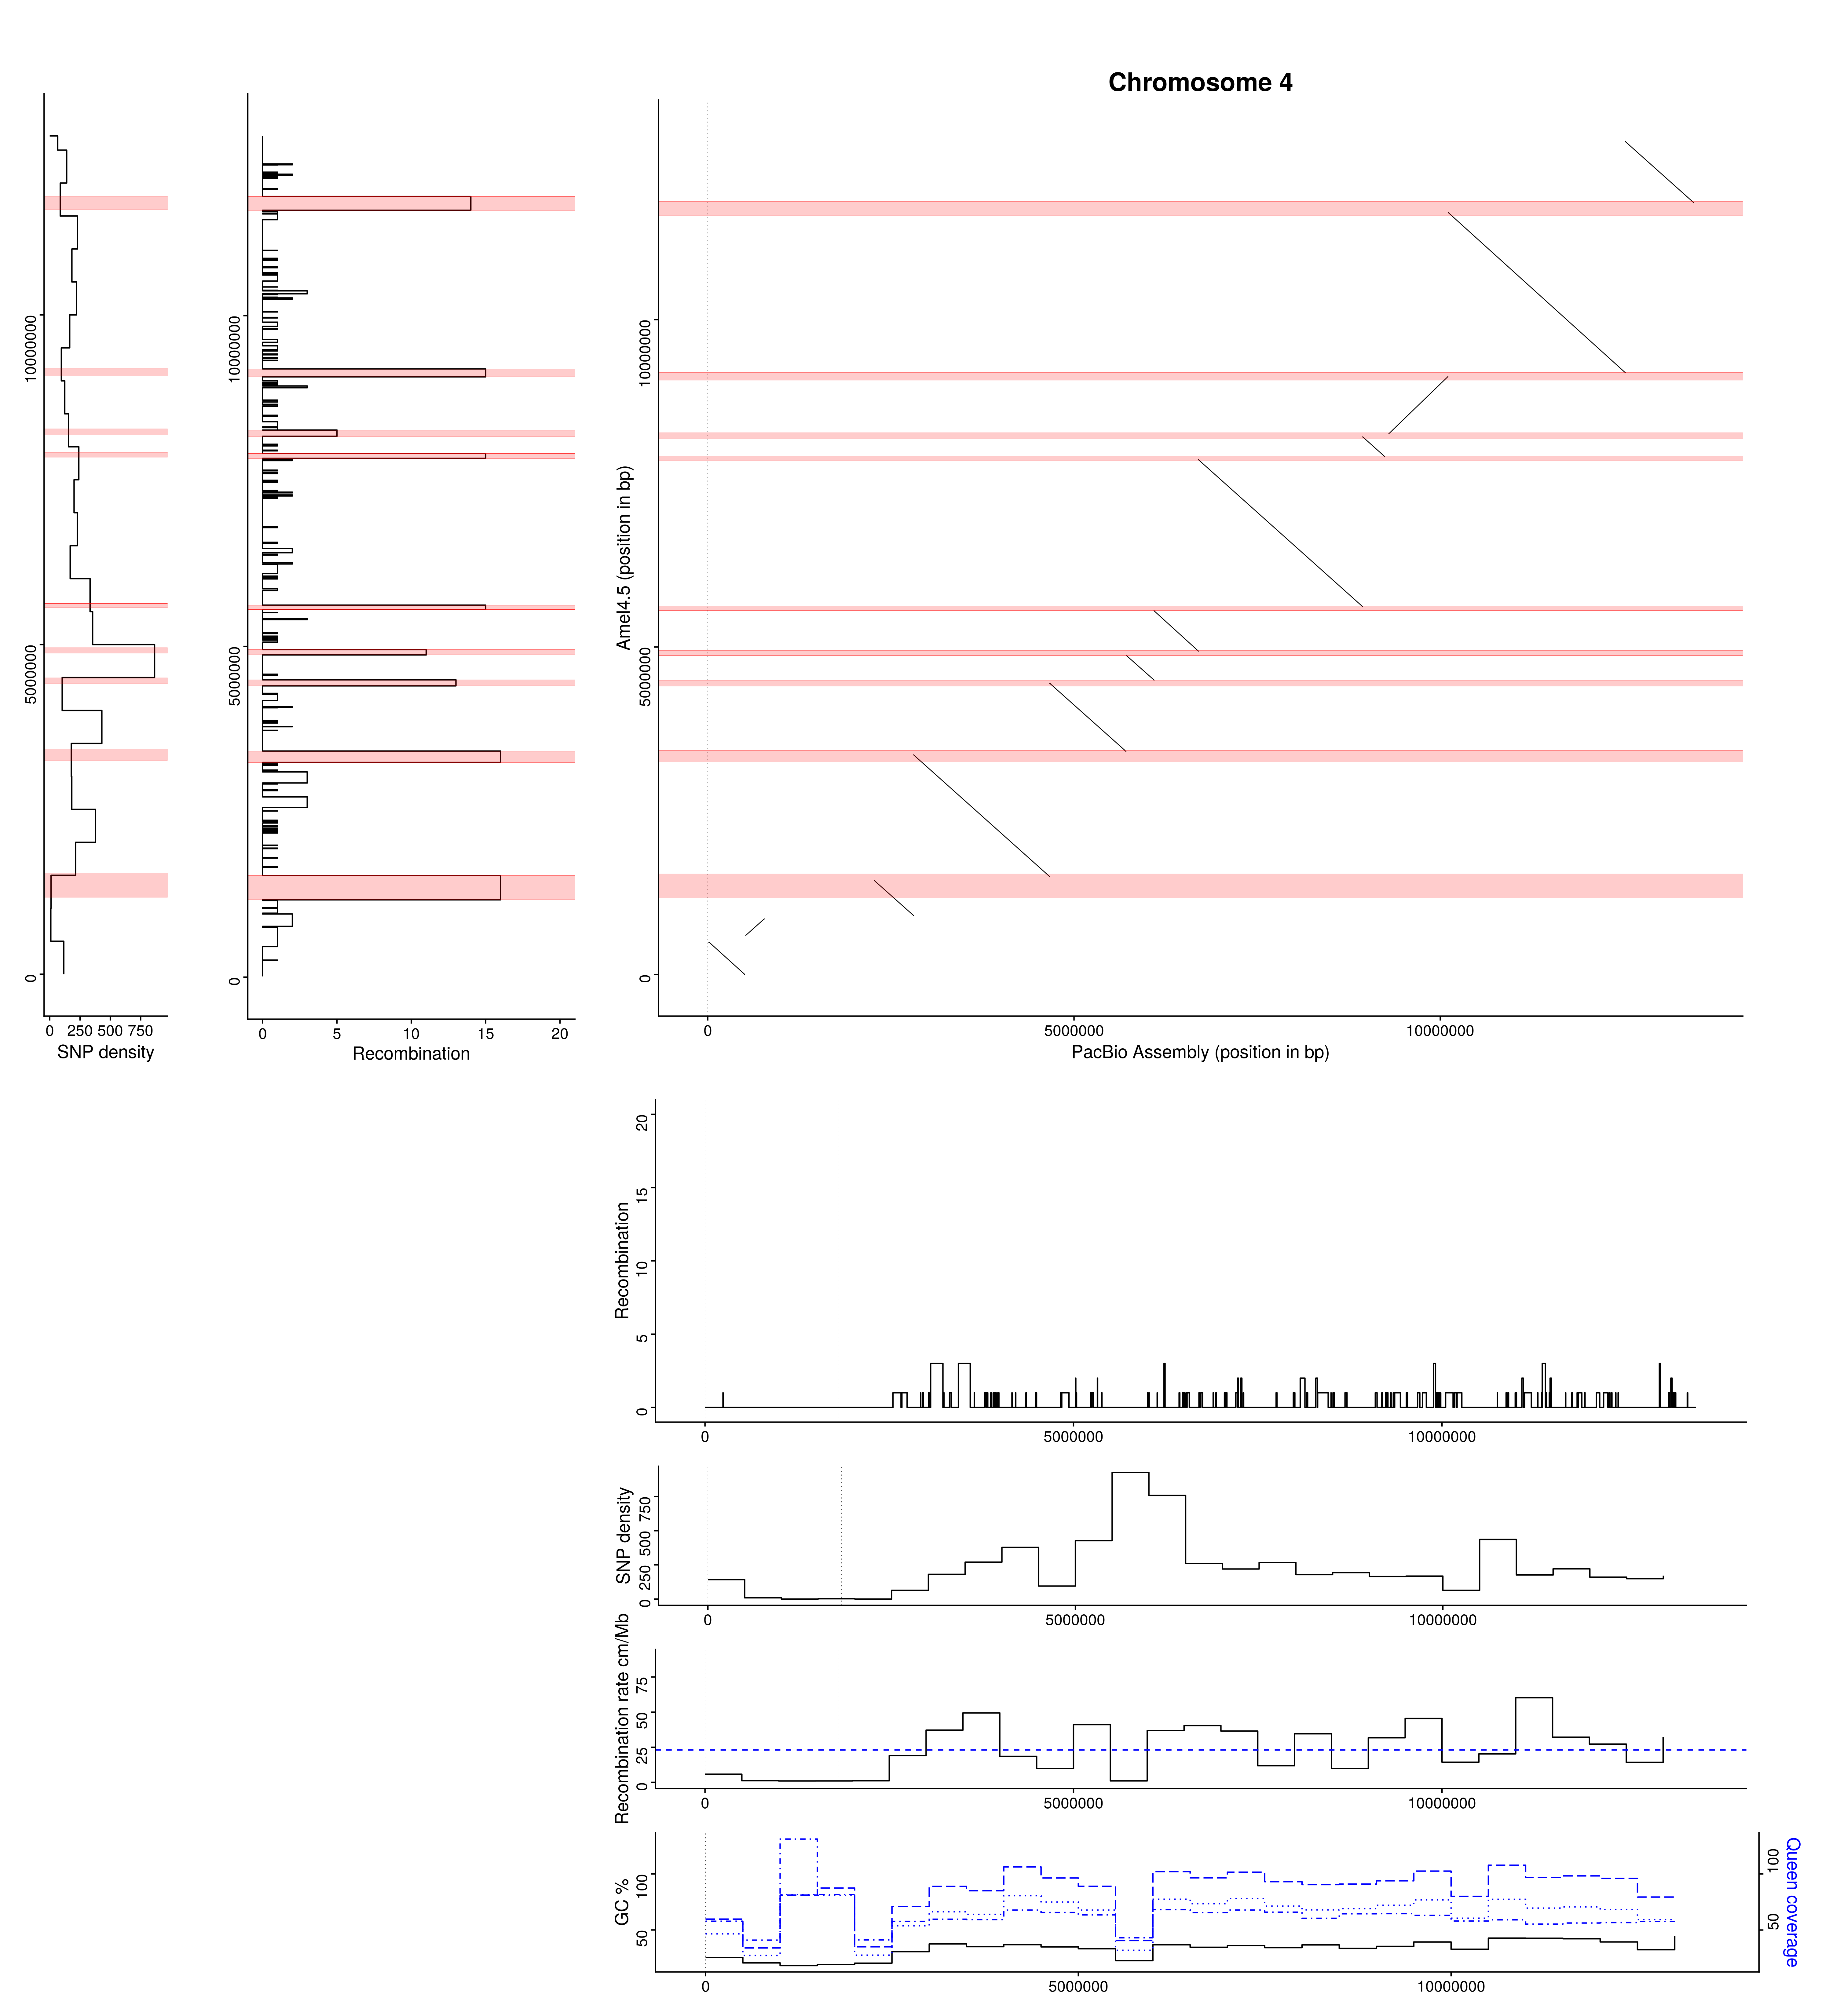 Chromosome 4
0 5000000 10000000
0 250 500 750
SNP density
0 5000000 10000000
0 5 10 15 20
Recombination
Amel4.5 (position in bp)
0 5000000 10000000
0 5000000 10000000
PacBio Assembly (position in bp)
Recombination
0 5 10 15 20
0 5000000 10000000
SNP density
0 250 500 750
0 5000000 10000000
Recombination rate cm/Mb
0 25 50 75
0 5000000 10000000
GC %
50 100
50 100
Queen coverage
0 5000000 10000000